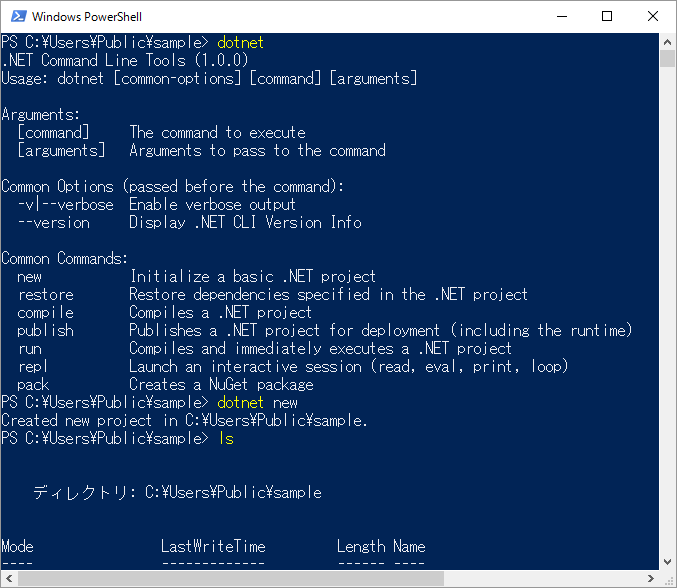 Windows PowerShell
PS C:¥Users¥Public¥sample> dotnet
.NET Command Line Tools (1.0.0)
Usage: dotnet [common-options] [command] [arguments]
Arguments:
  [command]     The command to execute
  [arguments]   Arguments to pass to the command
Common Options (passed before the command):
  -v|--verbose  Enable verbose output
  --version     Display .NET CLI Version Info
Common Commands:
  new           Initialize a basic .NET project
  restore       Restore dependencies specified in the .NET project
  compile       Compiles a .NET project
  publish       Publishes a .NET project for deployment (including the runtime)
  run           Compiles and immediately executes a .NET project
  repl          Launch an interactive session (read, eval, print, loop)
  pack          Creates a NuGet package
PS C:¥Users¥Public¥sample> dotnet new
Created new project in C:¥Users¥Public¥sample.
PS C:¥Users¥Public¥sample> ls
    ディレクトリ: C:¥Users¥Public¥sample
Mode                LastWriteTime         Length Name
----                -------------         ------ ----